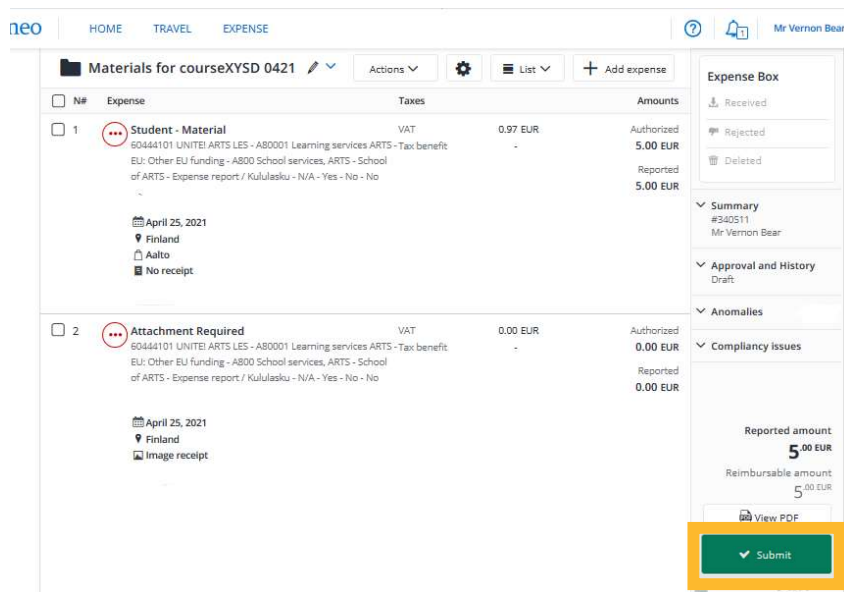 neo HOME TRAVEL EXPENSE 1 Mr Vernon Bear
Materials for courseXYSD 0421 Actions List Add expense
N# Expense Taxes Amounts
1 Student - Material VAT 0.97 EUR Authorized
60444101 UNITE! ARTS LES - A80001 Learning services ARTS - Tax benefit - 5.00 EUR
EU: Other EU funding - A800 School services, ARTS - School Reported
of ARTS - Expense report / Kululasku - N/A - Yes - No - No 5.00 EUR
-
April 25, 2021
Finland
Aalto
No receipt
2 Attachment Required VAT 0.00 EUR Authorized
60444101 UNITE! ARTS LES - A80001 Learning services ARTS - Tax benefit - 0.00 EUR
EU: Other EU funding - A800 School services, ARTS - School Reported
of ARTS - Expense report / Kululasku - N/A - Yes - No - No 0.00 EUR
April 25, 2021
Finland
Image receipt
Expense Box
Received
Rejected
Deleted
Summary
#340511
Mr Vernon Bear
Approval and History
Draft
Anomalies
Compliancy issues
Reported amount
5.00 EUR
Reimbursable amount
5.00 EUR
View PDF
Submit